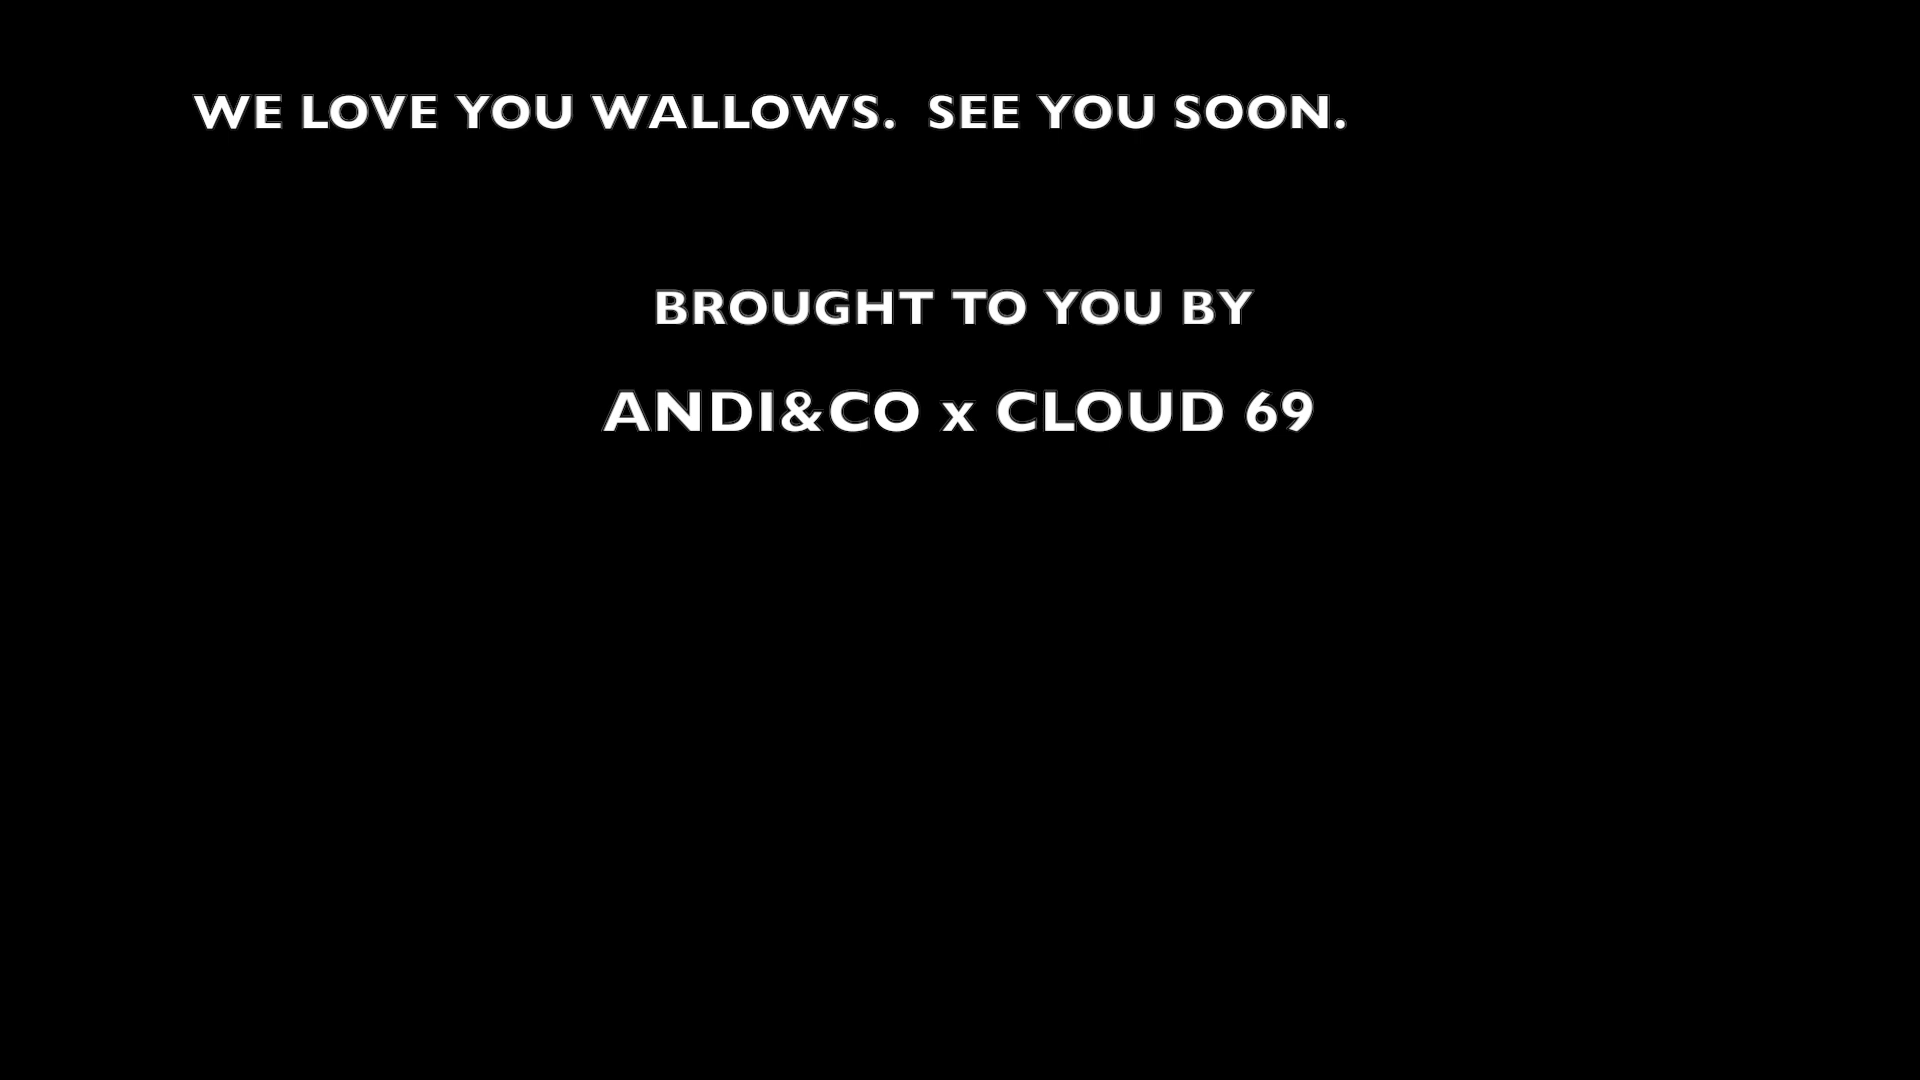 WE LOVE YOU WALLOWS.  SEE YOU SOON.
BROUGHT TO YOU BY
ANDI&CO x CLOUD 69